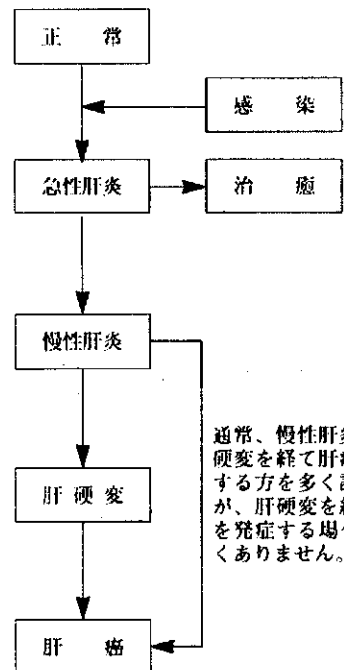 正 常
感 染
急性肝炎
治 癒
慢性肝炎
通常、慢性肝
硬変を経て肝
する方を多く
が、肝硬変を
を発症する場
くありません。
肝 硬 変
肝 癌